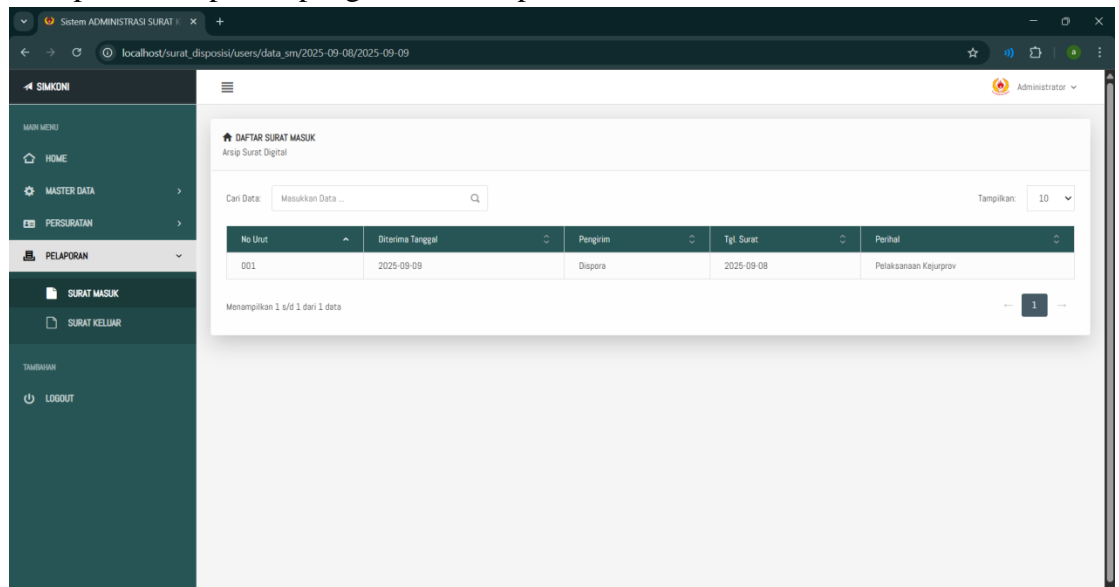 Sistem ADMINISTRASI SURAT K
localhost/surat_disposisi/users/data_sm/2025-09-08/2025-09-09
a
SIMKONI
Administrator
MAIN MENU
HOME
MASTER DATA
PERSURATAN
PELAPORAN
SURAT MASUK
SURAT KELUAR
TAMBAHAN
LOGOUT
DAFTAR SURAT MASUK
Arsip Surat Digital
Cari Data: Masukkan Data ... Tampilkan: 10
No Urut Diterima Tanggal Pengirim Tgl. Surat Perihal
001 2025-09-09 Dispora 2025-09-08 Pelaksanaan Kejurprov
Menampilkan 1 s/d 1 dari 1 data
← 1 →